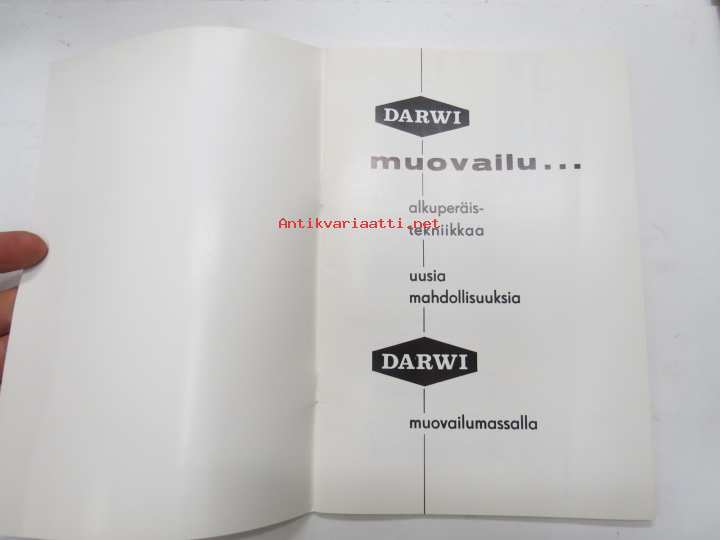 DARWI
muovailu...
alkuperäis-
Antikvariaatti.net
tekniikkaa
uusia
mahdollisuuksia
DARWI
muovailumassalla